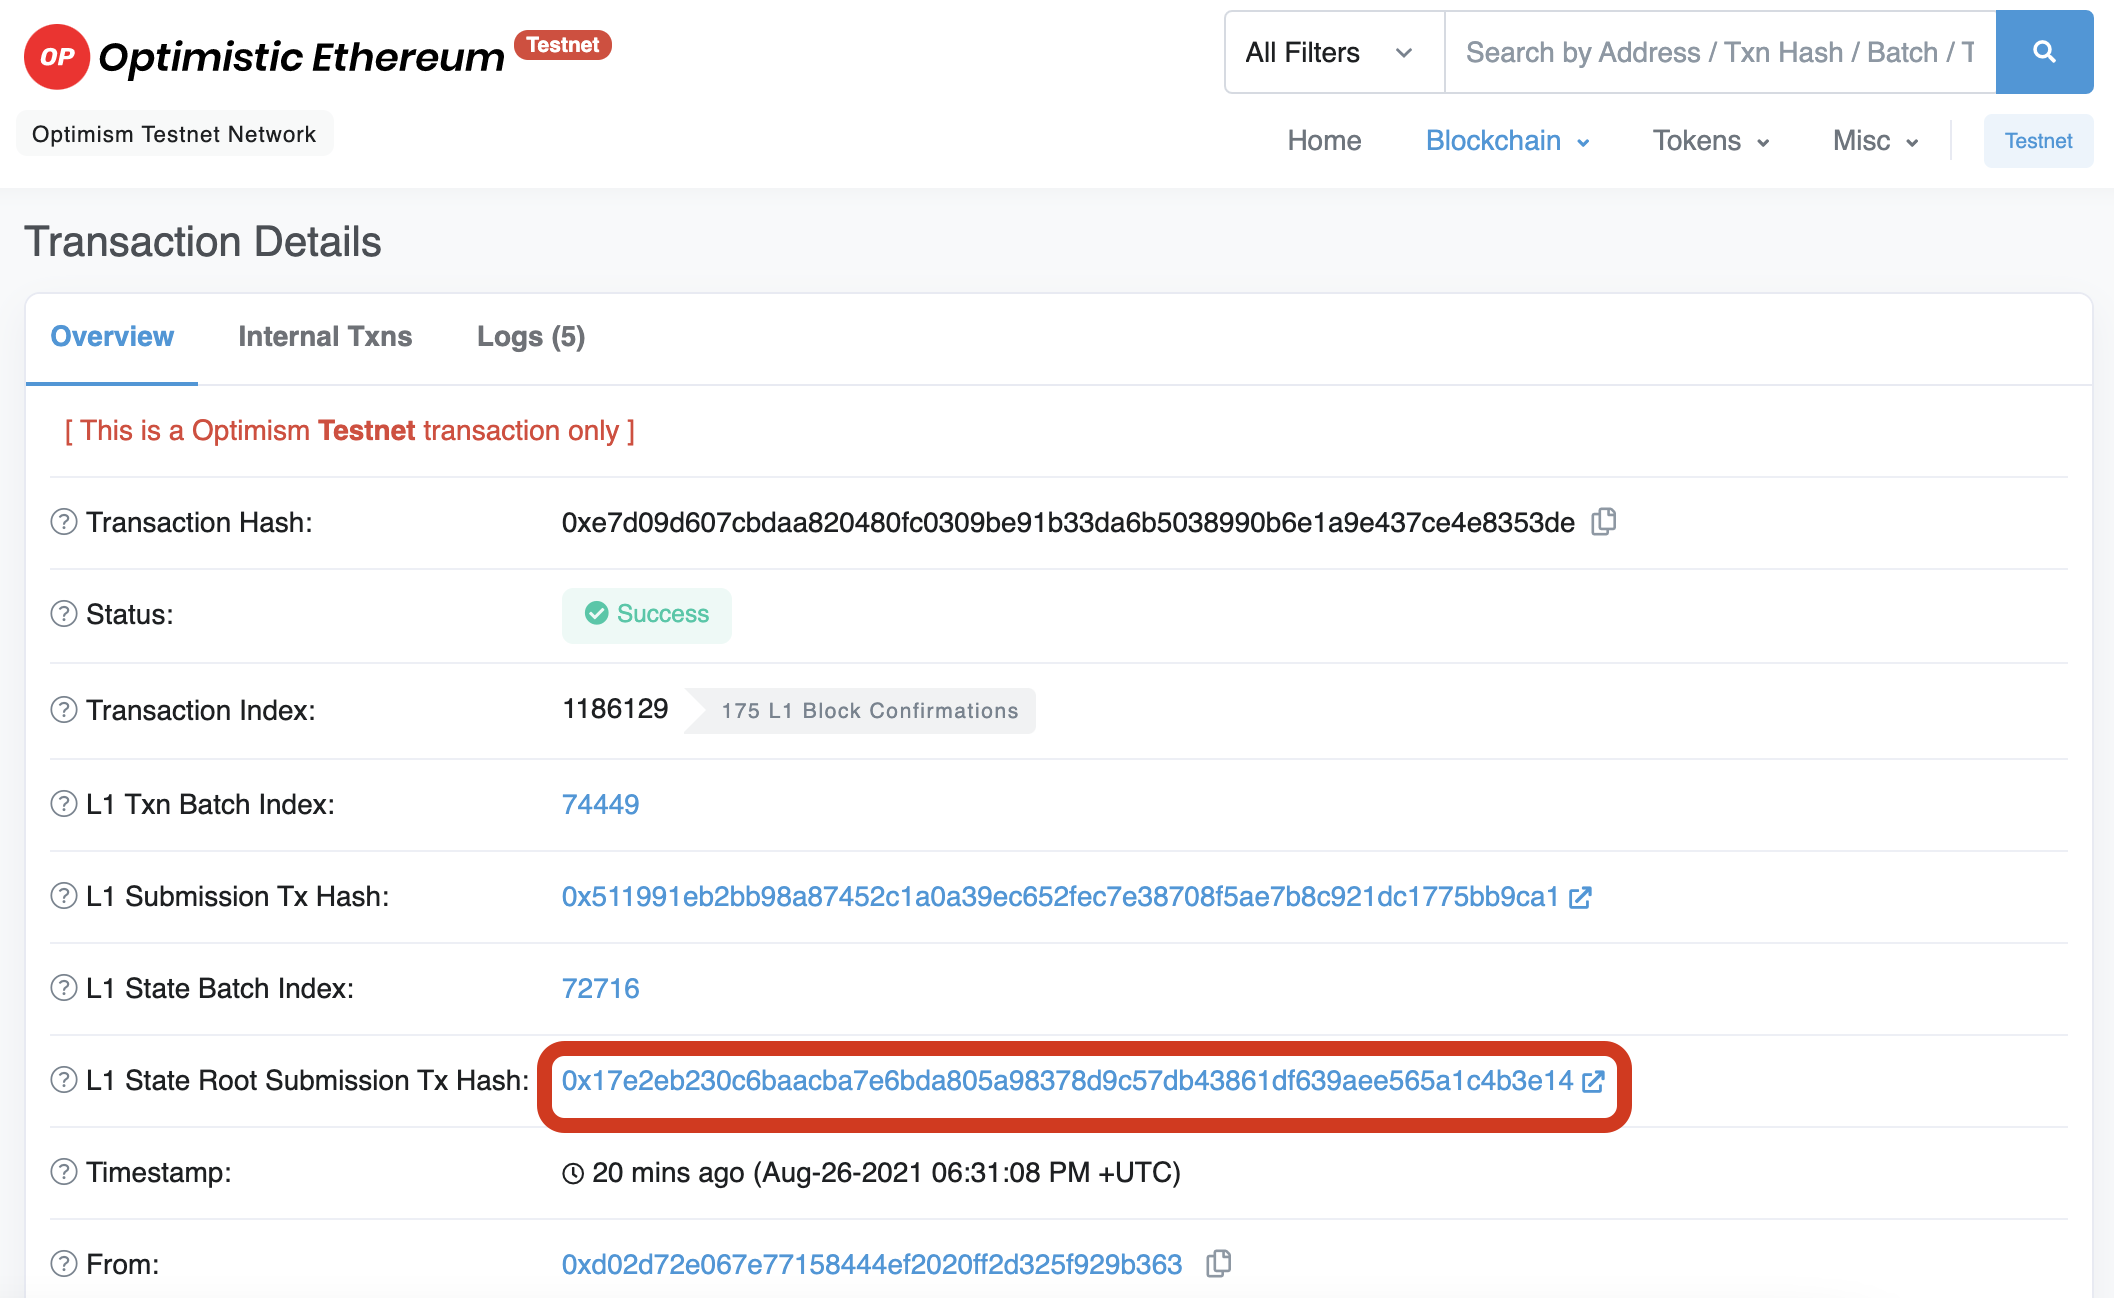 OP Optimistic Ethereum Testnet
All Filters
Search by Address / Txn Hash / Batch / T
Optimism Testnet Network
Home Blockchain Tokens Misc Testnet
Transaction Details
Overview Internal Txns Logs (5)
[ This is a Optimism Testnet transaction only ]
? Transaction Hash: 0xe7d09d607cbdaa820480fc0309be91b33da6b5038990b6e1a9e437ce4e8353de
? Status: Success
? Transaction Index: 1186129 175 L1 Block Confirmations
? L1 Txn Batch Index: 74449
? L1 Submission Tx Hash: 0x511991eb2bb98a87452c1a0a39ec652fec7e38708f5ae7b8c921dc1775bb9ca1
? L1 State Batch Index: 72716
? L1 State Root Submission Tx Hash: 0x17e2eb230c6baacba7e6bda805a98378d9c57db43861df639aee565a1c4b3e14
? Timestamp: 20 mins ago (Aug-26-2021 06:31:08 PM +UTC)
? From: 0xd02d72e067e77158444ef2020ff2d325f929b363